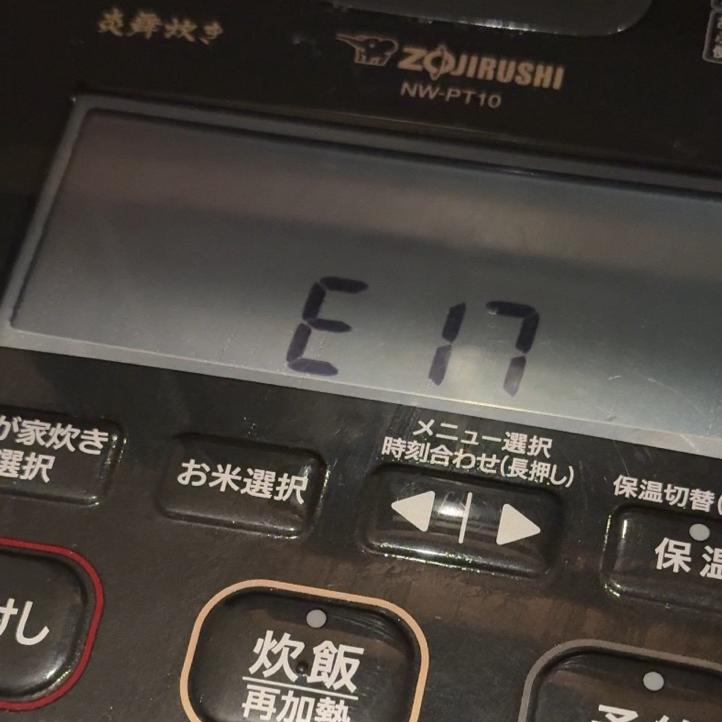 炎舞炊き
ZOJIRUSHI
NW-PT10
E17
が家炊き
選択
お米選択
メニュー選択
時刻合わせ(長押し)
保温切替(
保温
けし
炊飯
再加熱